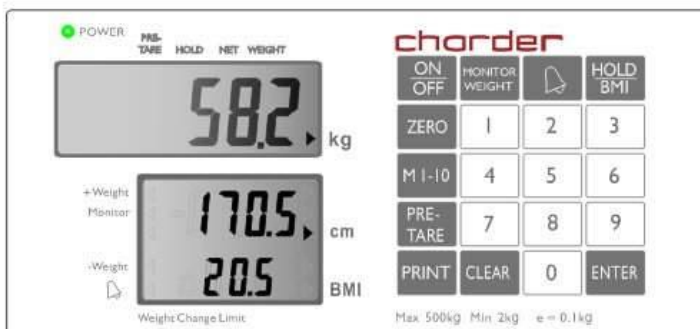 POWER
PRE-TARE HOLD NET WEIGHT
58.2 kg
+Weight
Monitor
170.5 cm
-Weight
20.5 BMI
Weight Change Limit
charder
ON/OFF MONITOR WEIGHT HOLD/BMI
ZERO 1 2 3
M 1-10 4 5 6
PRE-TARE 7 8 9
PRINT CLEAR 0 ENTER
Max 500kg Min 2kg e = 0.1kg